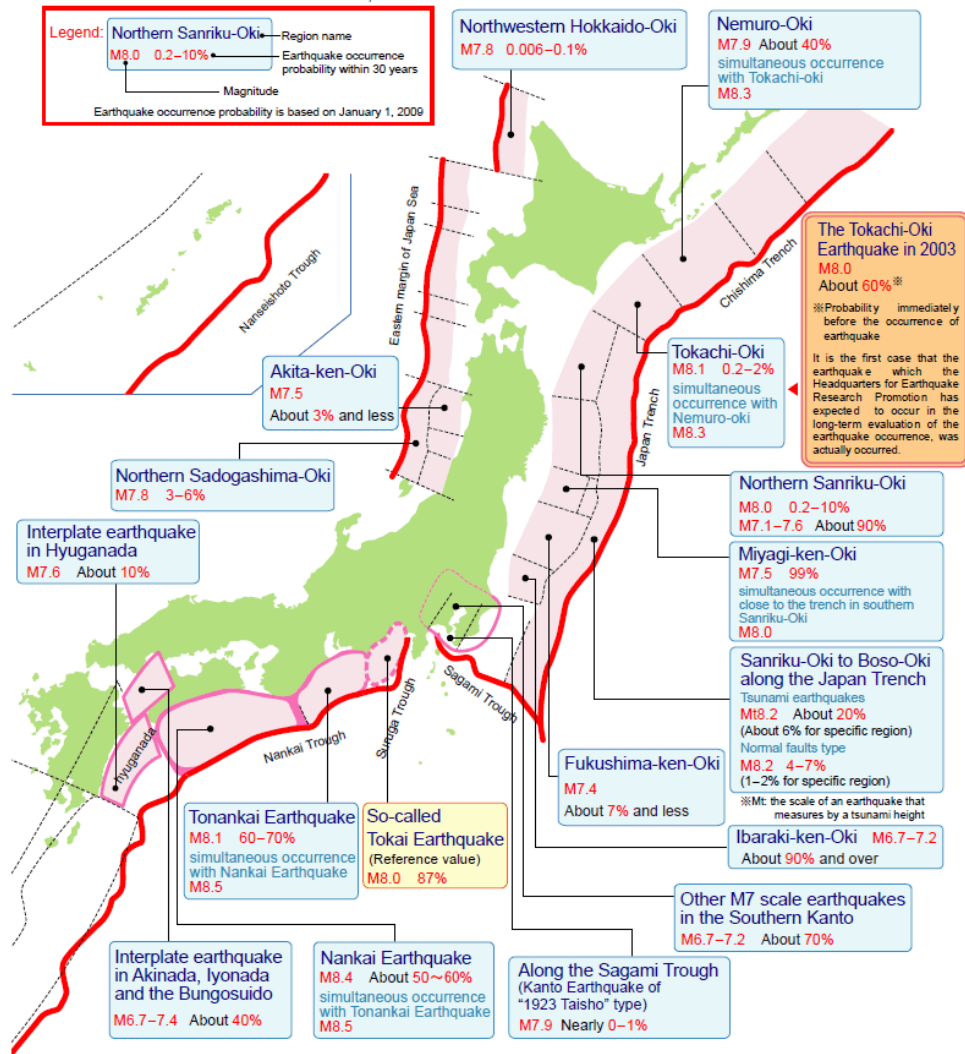 Legend:
Northern Sanriku-Oki
M8.0 0.2–10%
Region name
Earthquake occurrence
probability within 30 years
Magnitude
Earthquake occurrence probability is based on January 1, 2009
Northwestern Hokkaido-Oki
M7.8 0.006–0.1%
Nemuro-Oki
M7.9 About 40%
simultaneous occurrence
with Tokachi-oki
M8.3
Nanseishoto Trough
Eastern margin of Japan Sea
Chishima Trench
The Tokachi-Oki
Earthquake in 2003
M8.0
About 60%※
※Probability immediately
before the occurrence of
earthquake
It is the first case that the
earthquake which the
Headquarters for Earthquake
Research Promotion has
expected to occur in the
long-term evaluation of the
earthquake occurrence, was
actually occurred.
Tokachi-Oki
M8.1 0.2–2%
simultaneous
occurrence with
Nemuro-oki
M8.3
Akita-ken-Oki
M7.5
About 3% and less
Japan Trench
Northern Sadogashima-Oki
M7.8 3–6%
Northern Sanriku-Oki
M8.0 0.2–10%
M7.1–7.6 About 90%
Interplate earthquake
in Hyuganada
M7.6 About 10%
Miyagi-ken-Oki
M7.5 99%
simultaneous occurrence with
close to the trench in southern
Sanriku-Oki
M8.0
Sanriku-Oki to Boso-Oki
along the Japan Trench
Tsunami earthquakes
Mt8.2 About 20%
(About 6% for specific region)
Normal faults type
M8.2 4–7%
(1–2% for specific region)
※Mt: the scale of an earthquake that
measures by a tsunami height
Sagami Trough
Suruga Trough
Nankai Trough
hyuganada
Fukushima-ken-Oki
M7.4
About 7% and less
Tonankai Earthquake
M8.1 60–70%
simultaneous occurrence
with Nankai Earthquake
M8.5
So-called
Tokai Earthquake
(Reference value)
M8.0 87%
Ibaraki-ken-Oki M6.7–7.2
About 90% and over
Other M7 scale earthquakes
in the Southern Kanto
M6.7–7.2 About 70%
Interplate earthquake
in Akinada, Iyonada
and the Bungosuido
M6.7–7.4 About 40%
Nankai Earthquake
M8.4 About 50～60%
simultaneous occurrence
with Tonankai Earthquake
M8.5
Along the Sagami Trough
(Kanto Earthquake of
“1923 Taisho” type)
M7.9 Nearly 0–1%